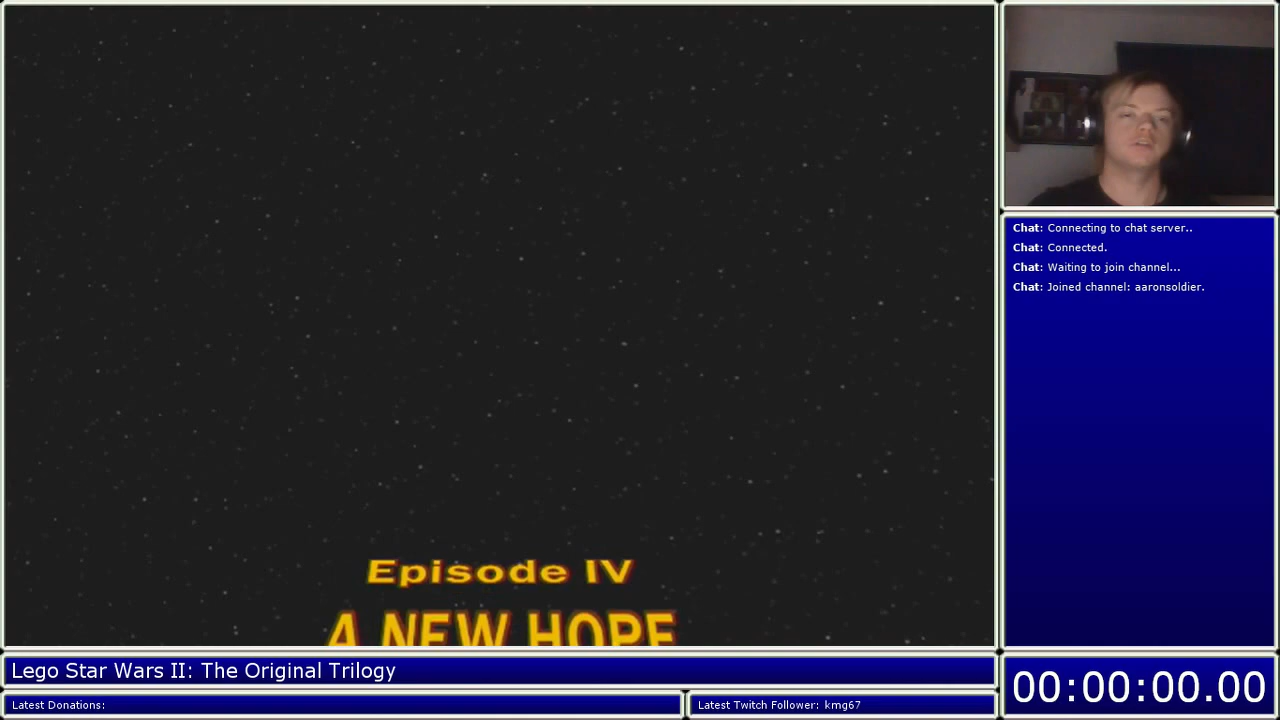 Episode IV
A NEW HOPE
Chat: Connecting to chat server..
Chat: Connected.
Chat: Waiting to join channel...
Chat: Joined channel: aaronsoldier.
Lego Star Wars II: The Original Trilogy
00:00:00.00
Latest Donations:
Latest Twitch Follower: kmg67